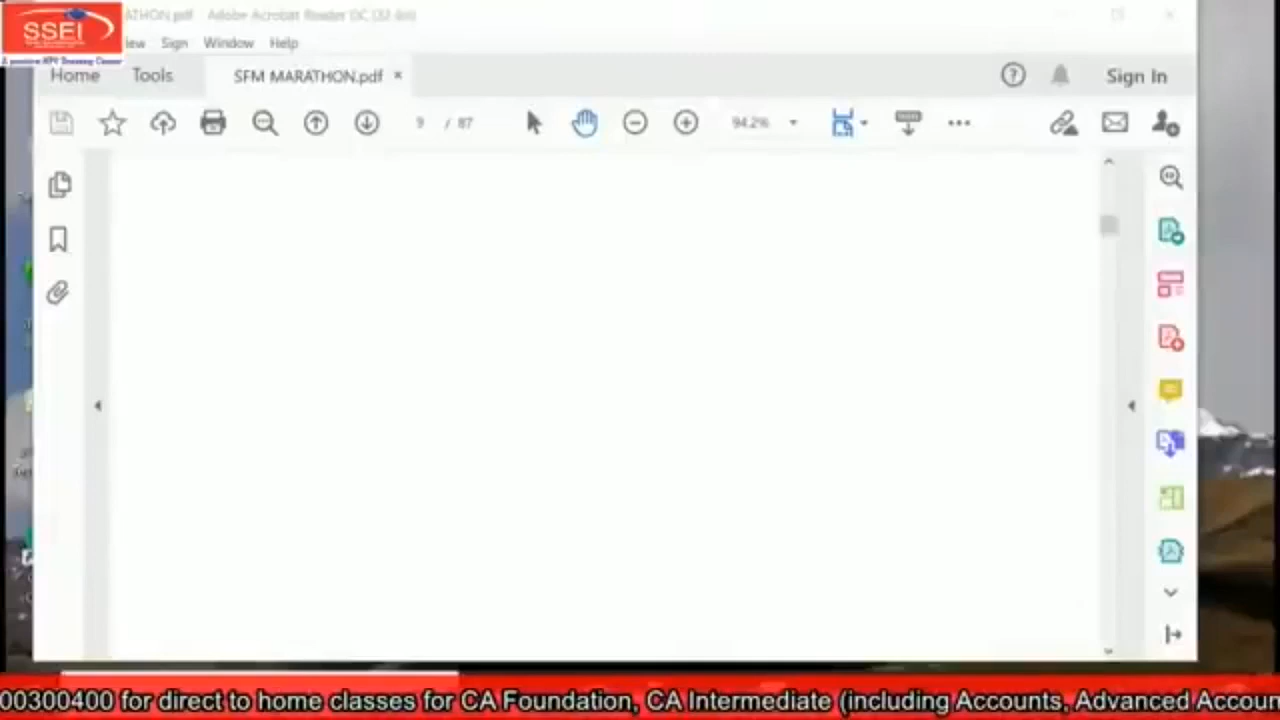 SSEI
ATHON.pdf - Adobe Acrobat Reader DC (32-bit)
iew Sign Window Help
Home Tools SFM MARATHON.pdf × Sign In
9 / 87 94.2%
00300400 for direct to home classes for CA Foundation, CA Intermediate (including Accounts, Advanced Accoun